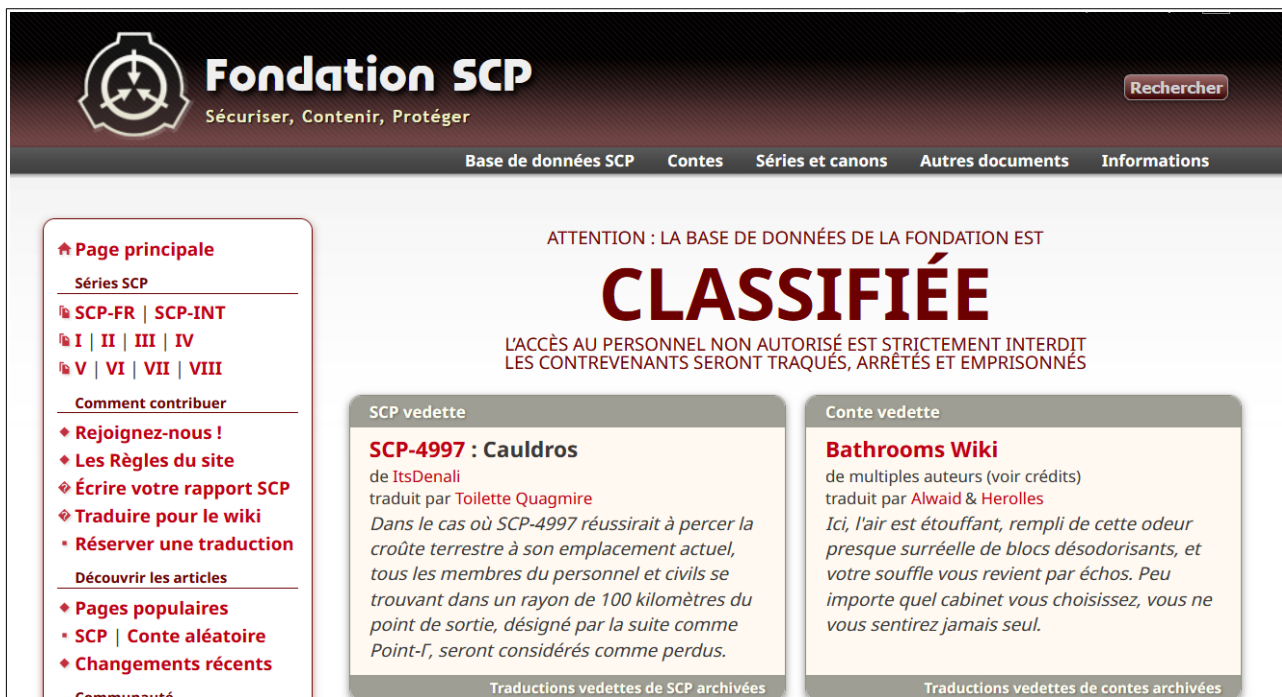 Fondation SCP
Sécuriser, Contenir, Protéger
Rechercher
Base de données SCP Contes Séries et canons Autres documents Informations
Page principale
Séries SCP
SCP-FR | SCP-INT
I | II | III | IV
V | VI | VII | VIII
Comment contribuer
Rejoignez-nous !
Les Règles du site
Écrire votre rapport SCP
Traduire pour le wiki
Réserver une traduction
Découvrir les articles
Pages populaires
SCP | Conte aléatoire
Changements récents
Communauté
ATTENTION : LA BASE DE DONNÉES DE LA FONDATION EST
CLASSIFIÉE
L’ACCÈS AU PERSONNEL NON AUTORISÉ EST STRICTEMENT INTERDIT
LES CONTREVENANTS SERONT TRAQUÉS, ARRÊTÉS ET EMPRISONNÉS
SCP vedette
SCP-4997 : Cauldros
de ItsDenali
traduit par Toilette Quagmire
Dans le cas où SCP-4997 réussirait à percer la
croûte terrestre à son emplacement actuel,
tous les membres du personnel et civils se
trouvant dans un rayon de 100 kilomètres du
point de sortie, désigné par la suite comme
Point-Γ, seront considérés comme perdus.
Traductions vedettes de SCP archivées
Conte vedette
Bathrooms Wiki
de multiples auteurs (voir crédits)
traduit par Alwaid & Herolles
Ici, l'air est étouffant, rempli de cette odeur
presque surréelle de blocs désodorisants, et
votre souffle vous revient par échos. Peu
importe quel cabinet vous choisissez, vous ne
vous sentirez jamais seul.
Traductions vedettes de contes archivées